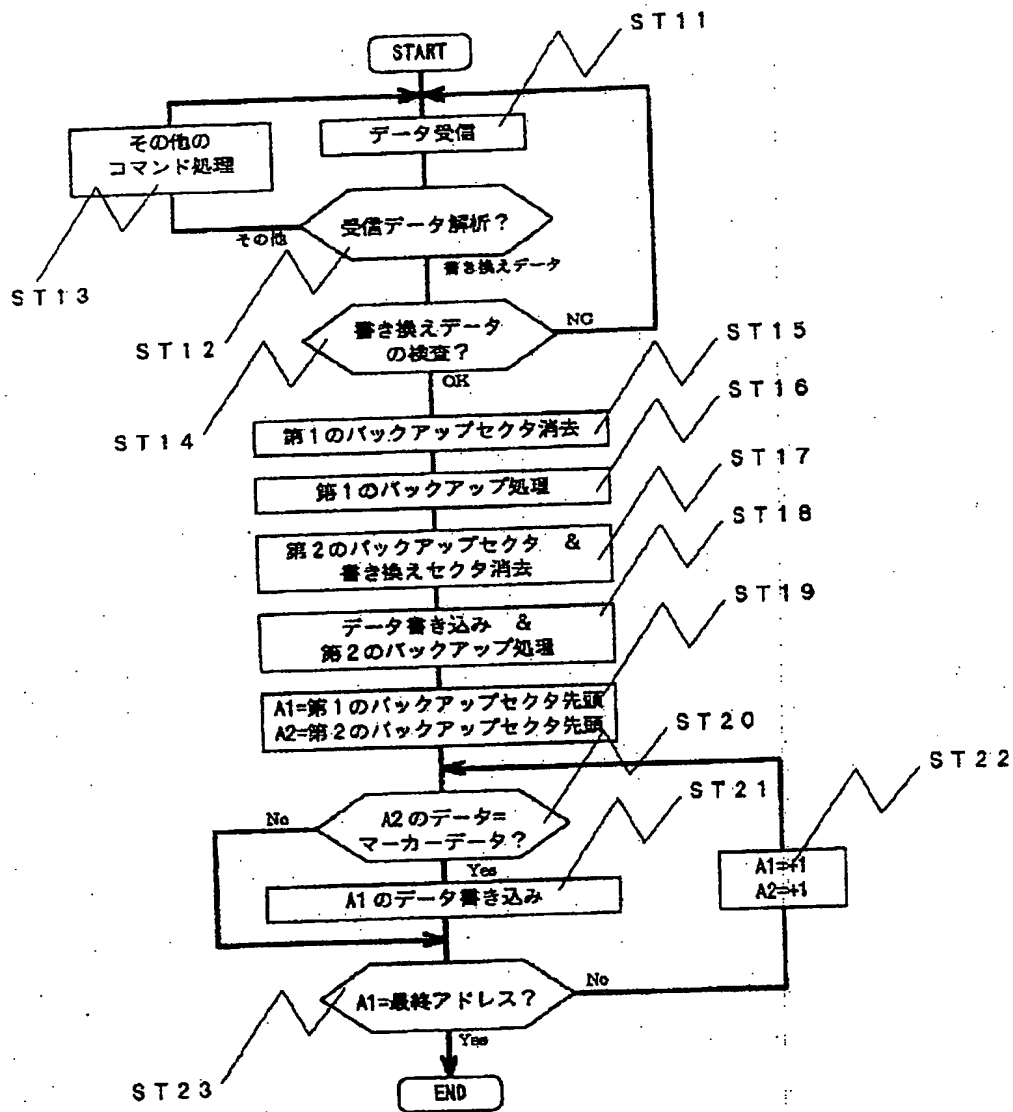 ST11
START
データ受信
その他の
コマンド処理
受信データ解析?
その他
書き換えデータ
ST13
ST12
書き換えデータ
の検査?
NG
OK
ST14
ST15
第1のバックアップセクタ消去
ST16
第1のバックアップ処理
ST17
第2のバックアップセクタ &
書き換えセクタ消去
ST18
データ書き込み &
第2のバックアップ処理
ST19
A1=第1のバックアップセクタ先頭
A2=第2のバックアップセクタ先頭
ST20
ST22
ST21
A2のデータ=
マーカーデータ?
No
Yes
A1=+1
A2=+1
A1のデータ書き込み
A1=最終アドレス?
No
Yes
ST23
END